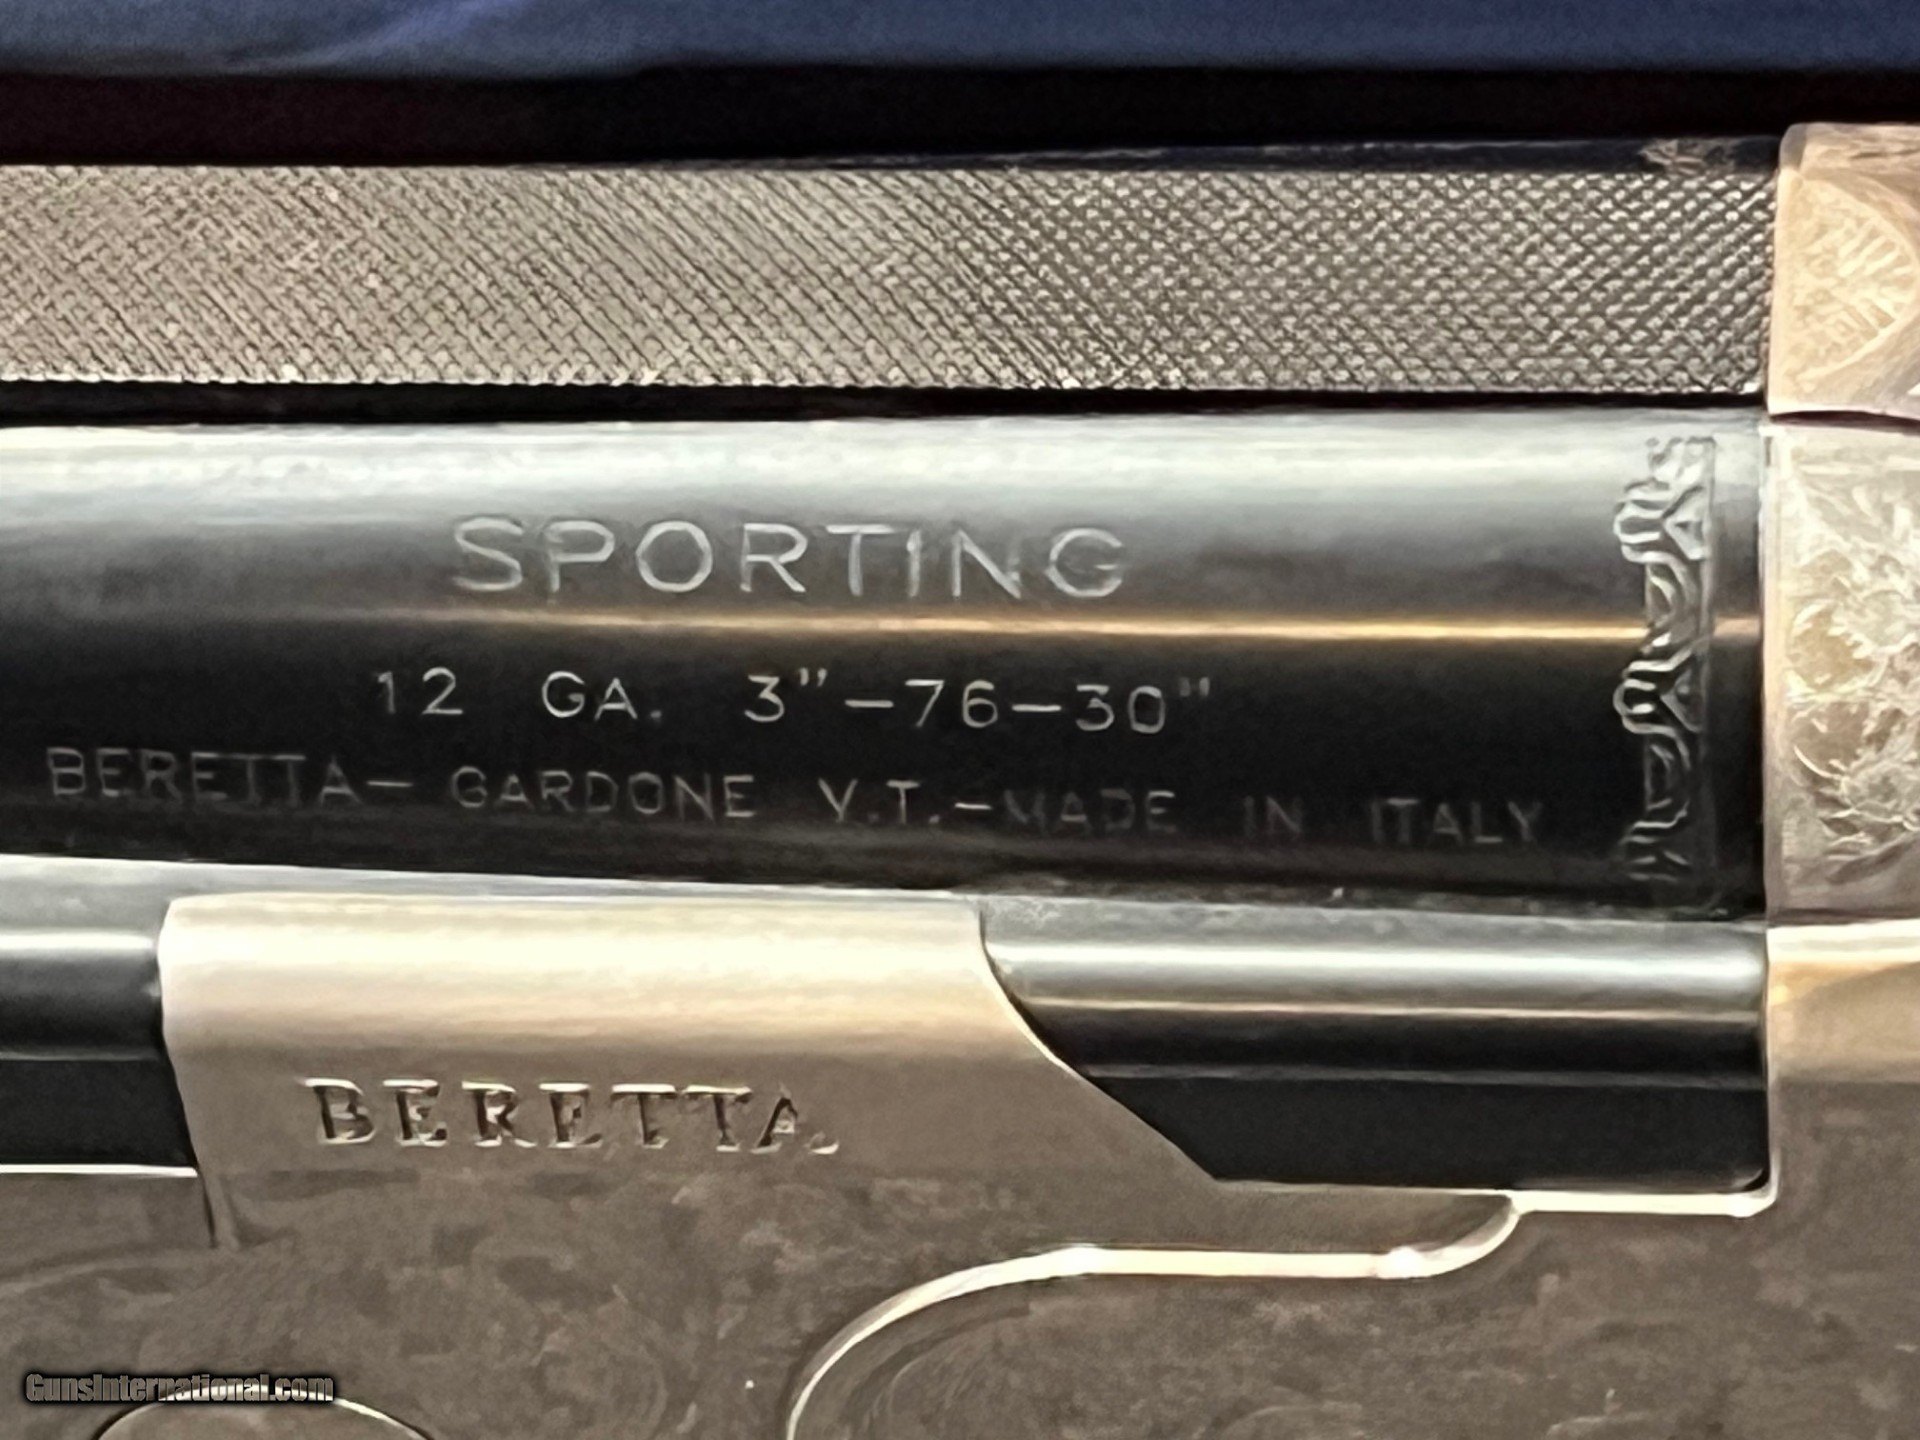 SPORTING
12 GA. 3"-76-30"
BERETTA- GARDONE V.T.-MADE IN ITALY
BERETTA
GunsInternational.com